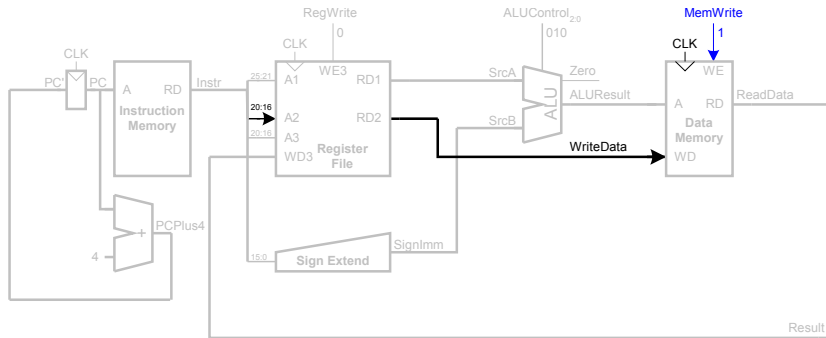 RegWrite
ALUControl2:0
MemWrite
0
010
1
CLK
CLK
CLK
PC'
PC
A
RD
Instr
Instruction
Memory
25:21
A1
WE3
RD1
SrcA
Zero
20:16
A2
RD2
SrcB
ALU
ALUResult
20:16
A3
WD3
Register
File
WE
A
RD
ReadData
Data
Memory
WriteData
WD
PCPlus4
+
4
15:0
Sign Extend
SignImm
Result